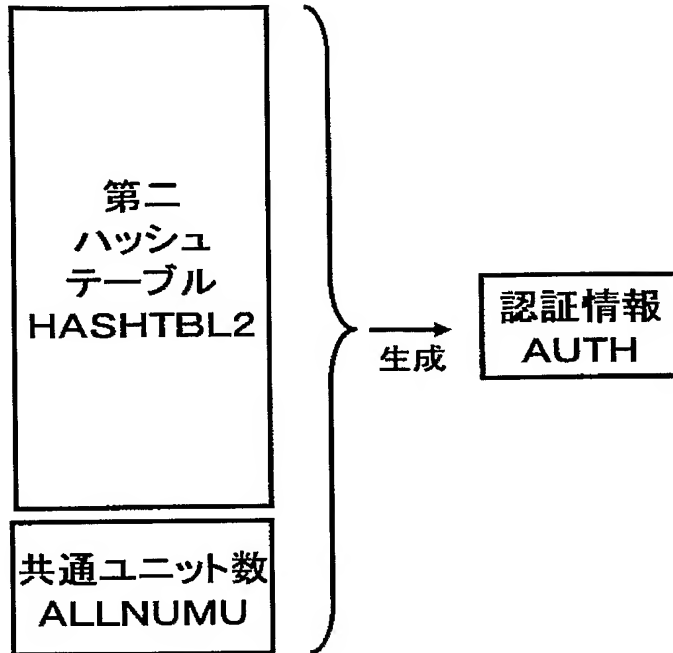 第二
ハッシュ
テーブル
HASHTBL2
共通ユニット数
ALLNUMU
生成
認証情報
AUTH